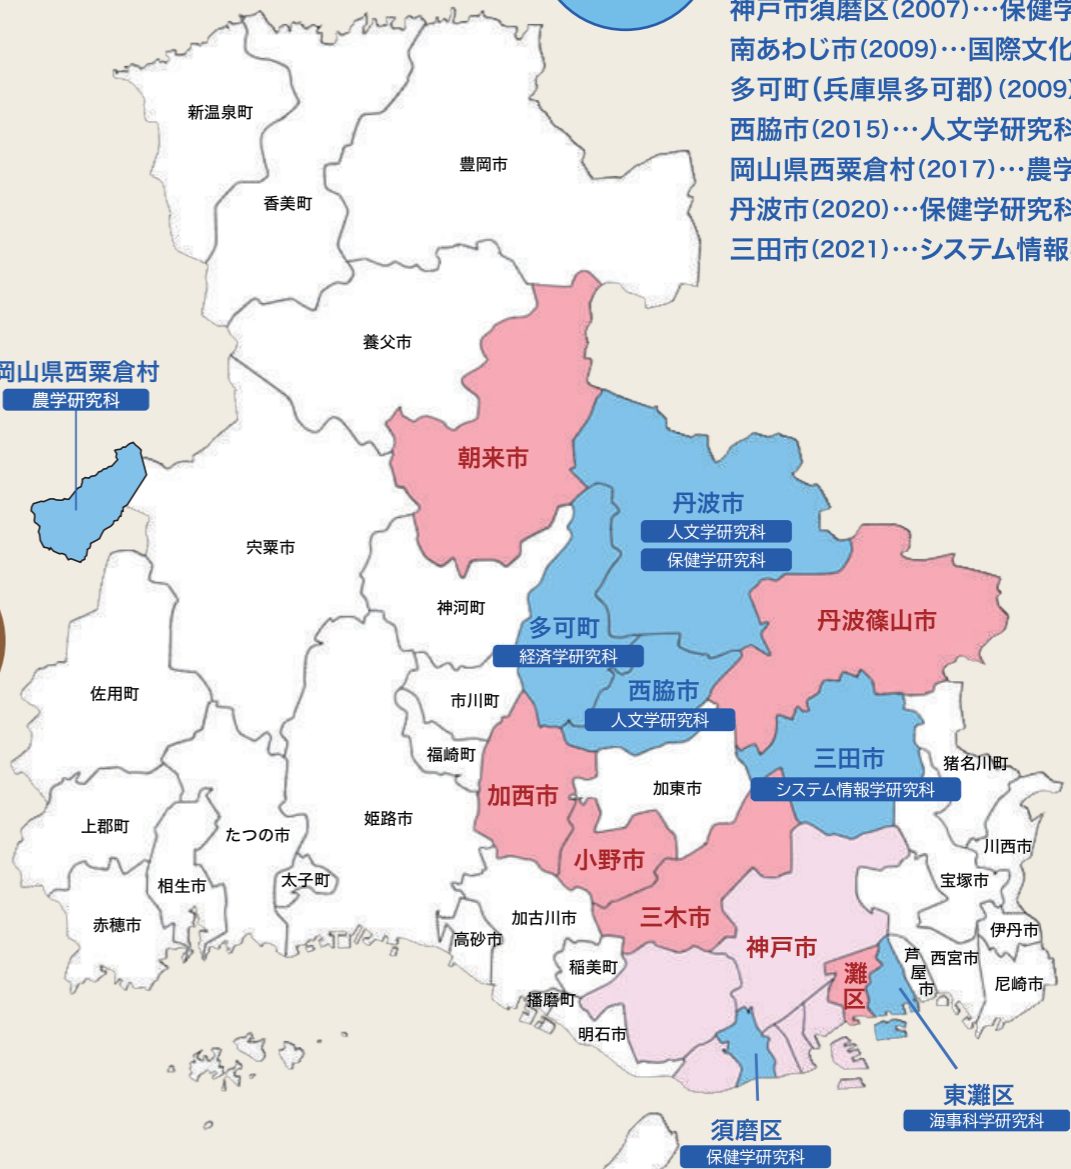 神戸市須磨区(2007)…保健学
南あわじ市(2009)…国際文化
多可町(兵庫県多可郡)(2009)
西脇市(2015)…人文学研究科
岡山県西粟倉村(2017)…農学
丹波市(2020)…保健学研究科
三田市(2021)…システム情報
新温泉町
豊岡市
香美町
養父市
岡山県西粟倉村
農学研究科
朝来市
丹波市
人文学研究科
保健学研究科
宍粟市
神河町
多可町
経済学研究科
丹波篠山市
佐用町
市川町
西脇市
人文学研究科
福崎町
三田市
システム情報学研究科
猪名川町
加西市
加東市
上郡町
たつの市
姫路市
川西市
小野市
相生市
太子町
宝塚市
赤穂市
加古川市
三木市
伊丹市
高砂市
神戸市
西宮市
芦屋市
稲美町
灘区
尼崎市
播磨町
明石市
東灘区
海事科学研究科
須磨区
保健学研究科